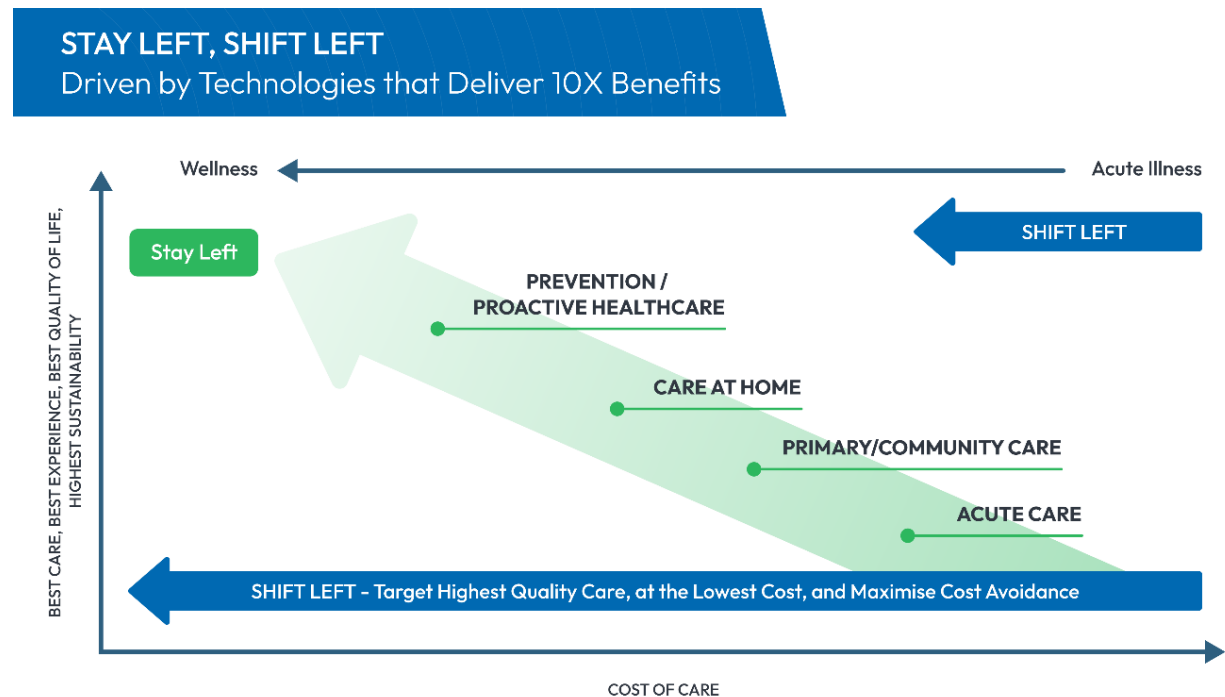 STAY LEFT, SHIFT LEFT
Driven by Technologies that Deliver 10X Benefits
Wellness
Acute Illness
SHIFT LEFT
Stay Left
PREVENTION /
PROACTIVE HEALTHCARE
CARE AT HOME
PRIMARY/COMMUNITY CARE
ACUTE CARE
SHIFT LEFT - Target Highest Quality Care, at the Lowest Cost, and Maximise Cost Avoidance
BEST CARE, BEST EXPERIENCE, BEST QUALITY OF LIFE,
HIGHEST SUSTAINABILITY
COST OF CARE